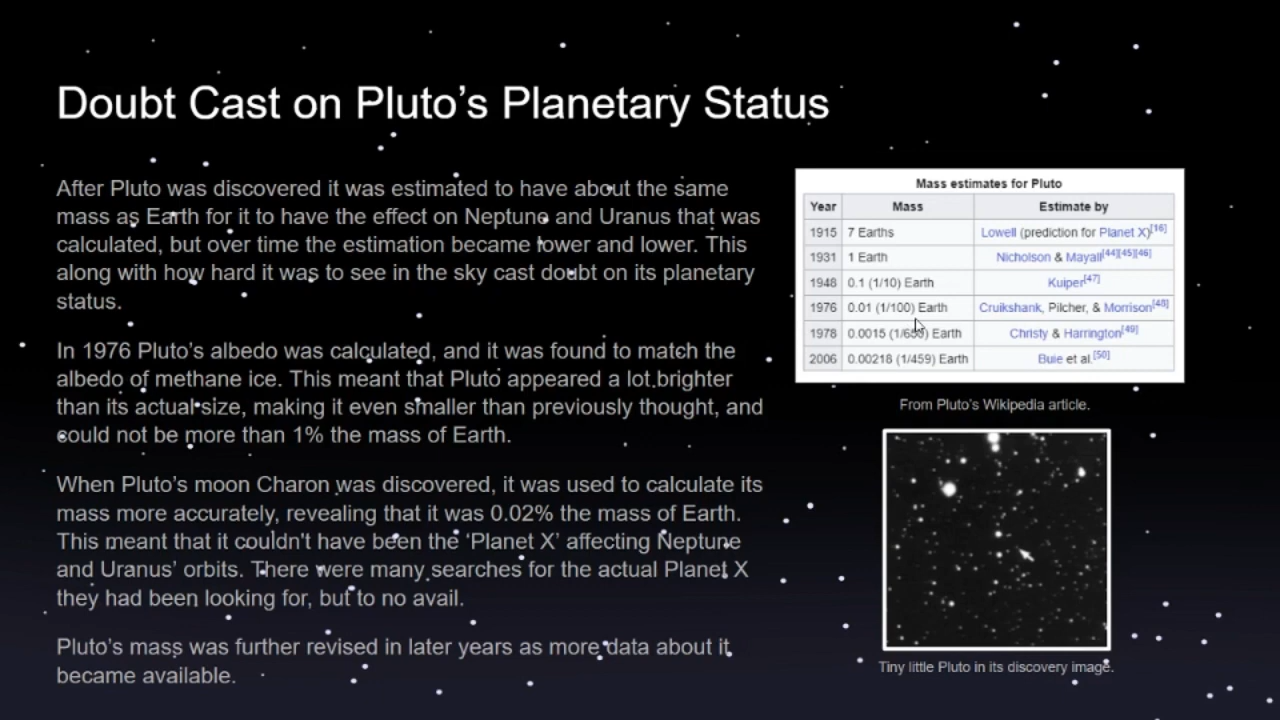 Doubt Cast on Pluto's Planetary Status
After Pluto was discovered it was estimated to have about the same
mass as Earth for it to have the effect on Neptune and Uranus that was
calculated, but over time the estimation became lower and lower. This
along with how hard it was to see in the sky cast doubt on its planetary
status.
In 1976 Pluto's albedo was calculated, and it was found to match the
albedo of methane ice. This meant that Pluto appeared a lot brighter
than its actual size, making it even smaller than previously thought, and
could not be more than 1% the mass of Earth.
When Pluto's moon Charon was discovered, it was used to calculate its
mass more accurately, revealing that it was 0.02% the mass of Earth.
This meant that it couldn't have been the 'Planet X' affecting Neptune
and Uranus' orbits. There were many searches for the actual Planet X
they had been looking for, but to no avail.
Pluto's mass was further revised in later years as more data about it
became available.
Mass estimates for Pluto
Year Mass Estimate by
1915 7 Earths Lowell (prediction for Planet X)[16]
1931 1 Earth Nicholson & Mayall[44][45][46]
1948 0.1 (1/10) Earth Kuiper[47]
1976 0.01 (1/100) Earth Cruikshank, Pilcher, & Morrison[48]
1978 0.0015 Earth Christy & Harrington[49]
2006 0.00218 (1/459) Earth Buie et al.[50]
From Pluto's Wikipedia article.
Tiny little Pluto in its discovery image.